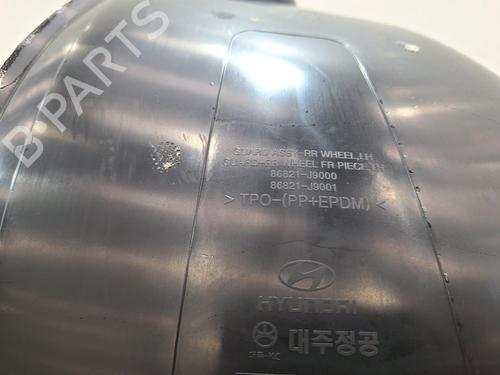 B-PARTS
GUARD ASSY-RR WHEEL,LH
GUARD-RR WHEEL FR PIECE,LH
86821-J9000
86821-J9001
> TPO-(PP+EPDM) <
HYUNDAI
대주정공